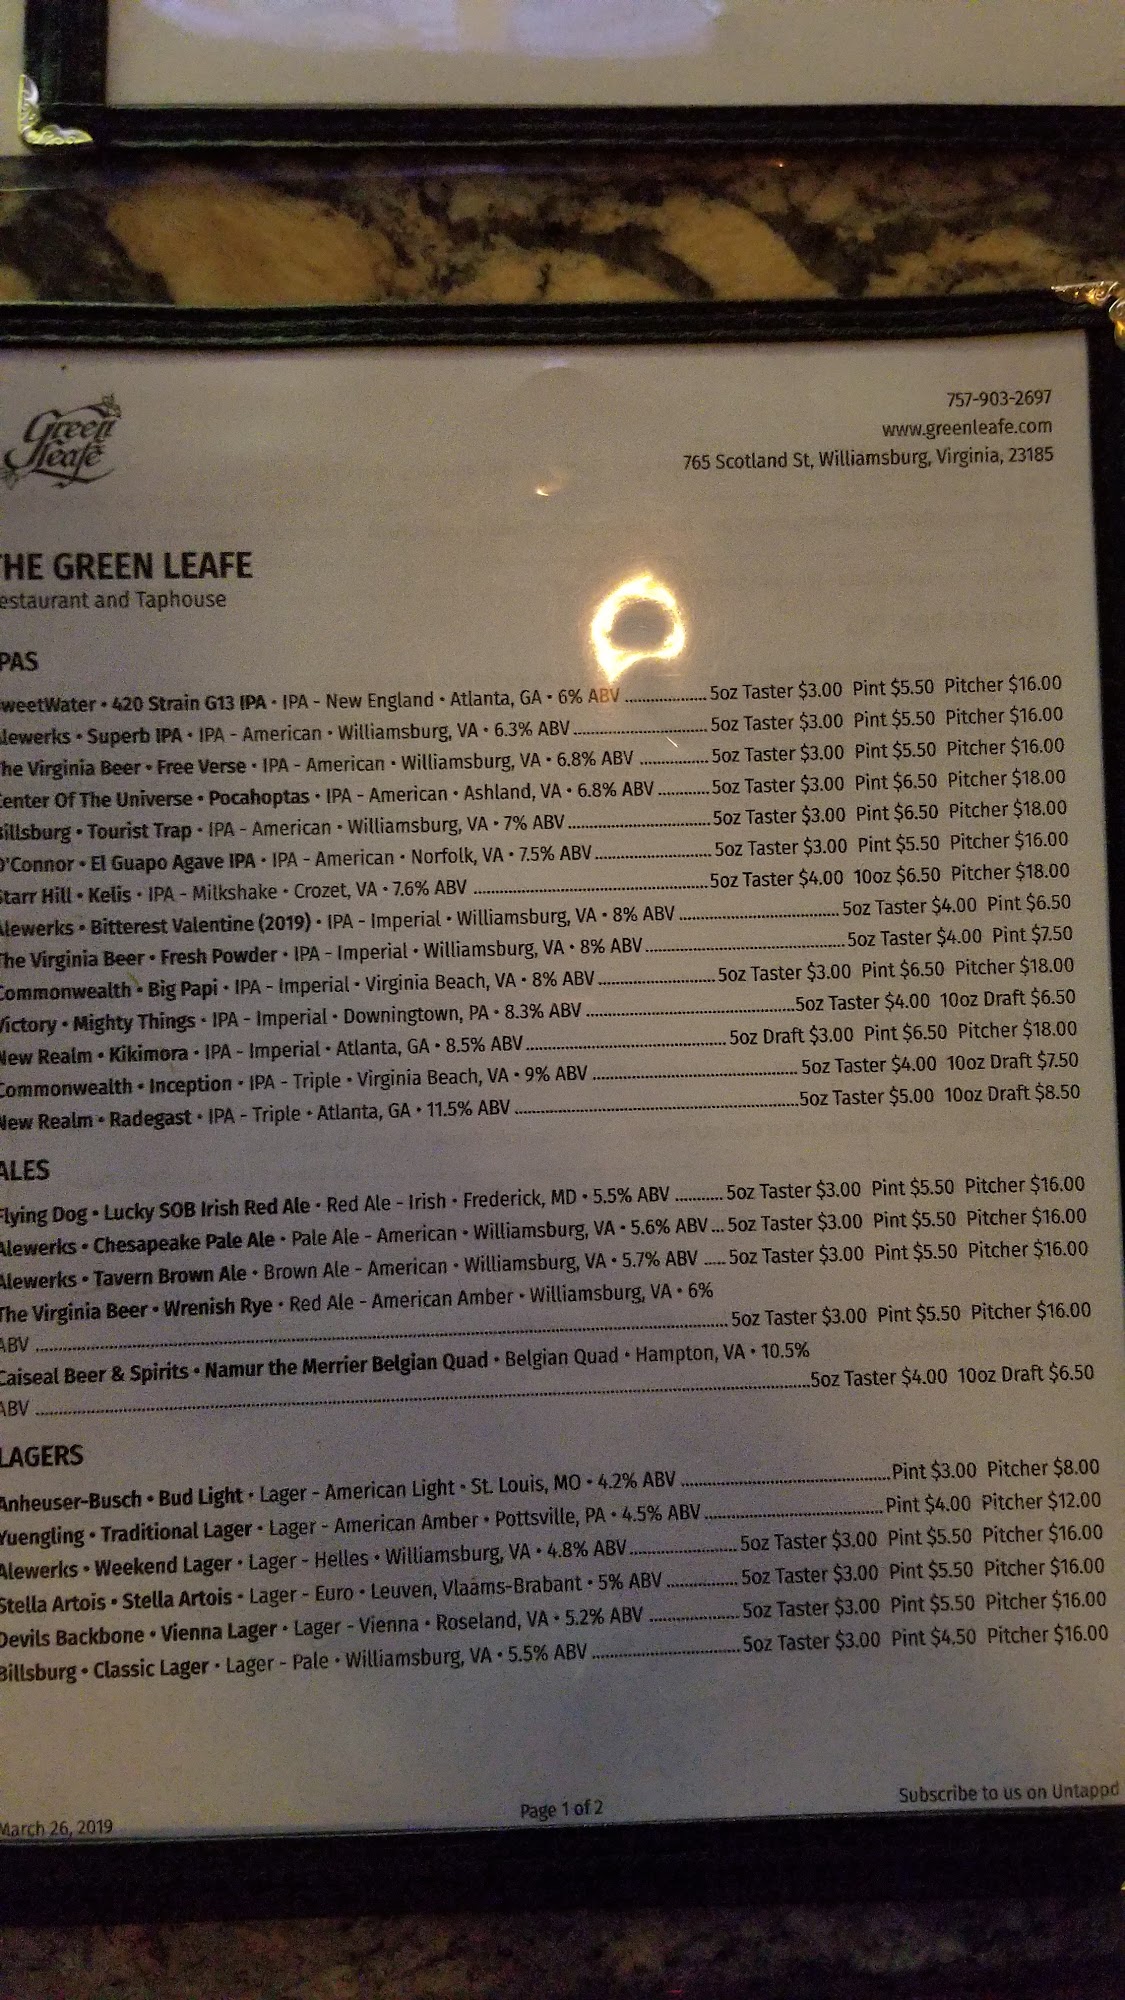 Green
Leafe
757-903-2697
www.greenleafe.com
765 Scotland St, Williamsburg, Virginia, 23185
THE GREEN LEAFE
estaurant and Taphouse
PAS
weetWater • 420 Strain G13 IPA • IPA - New England • Atlanta, GA • 6% ABV ................ 5oz Taster $3.00 Pint $5.50 Pitcher $16.00
Alewerks • Superb IPA • IPA - American • Williamsburg, VA • 6.3% ABV ................ 5oz Taster $3.00 Pint $5.50 Pitcher $16.00
The Virginia Beer • Free Verse • IPA - American • Williamsburg, VA • 6.8% ABV ................ 5oz Taster $3.00 Pint $5.50 Pitcher $16.00
Center Of The Universe • Pocahoptas • IPA - American • Ashland, VA • 6.8% ABV ............ 5oz Taster $3.00 Pint $6.50 Pitcher $18.00
Billsburg • Tourist Trap • IPA - American • Williamsburg, VA • 7% ABV ................ 5oz Taster $3.00 Pint $6.50 Pitcher $18.00
O'Connor • El Guapo Agave IPA • IPA - American • Norfolk, VA • 7.5% ABV ................ 5oz Taster $3.00 Pint $5.50 Pitcher $16.00
Starr Hill • Kelis • IPA - Milkshake • Crozet, VA • 7.6% ABV ................ 5oz Taster $4.00 10oz $6.50 Pitcher $18.00
Alewerks • Bitterest Valentine (2019) • IPA - Imperial • Williamsburg, VA • 8% ABV ................ 5oz Taster $4.00 Pint $6.50
The Virginia Beer • Fresh Powder • IPA - Imperial • Williamsburg, VA • 8% ABV ................ 5oz Taster $4.00 Pint $7.50
Commonwealth • Big Papi • IPA - Imperial • Virginia Beach, VA • 8% ABV ................ 5oz Taster $3.00 Pint $6.50 Pitcher $18.00
Victory • Mighty Things • IPA - Imperial • Downingtown, PA • 8.3% ABV ................ 5oz Taster $4.00 10oz Draft $6.50
New Realm • Kikimora • IPA - Imperial • Atlanta, GA • 8.5% ABV ................ 5oz Draft $3.00 Pint $6.50 Pitcher $18.00
Commonwealth • Inception • IPA - Triple • Virginia Beach, VA • 9% ABV ................ 5oz Taster $4.00 10oz Draft $7.50
New Realm • Radegast • IPA - Triple • Atlanta, GA • 11.5% ABV ................ 5oz Taster $5.00 10oz Draft $8.50
ALES
Flying Dog • Lucky SOB Irish Red Ale • Red Ale - Irish • Frederick, MD • 5.5% ABV .......... 5oz Taster $3.00 Pint $5.50 Pitcher $16.00
Alewerks • Chesapeake Pale Ale • Pale Ale - American • Williamsburg, VA • 5.6% ABV ... 5oz Taster $3.00 Pint $5.50 Pitcher $16.00
Alewerks • Tavern Brown Ale • Brown Ale - American • Williamsburg, VA • 5.7% ABV ..... 5oz Taster $3.00 Pint $5.50 Pitcher $16.00
The Virginia Beer • Wrenish Rye • Red Ale - American Amber • Williamsburg, VA • 6%
ABV ................ 5oz Taster $3.00 Pint $5.50 Pitcher $16.00
Caiseal Beer & Spirits • Namur the Merrier Belgian Quad • Belgian Quad • Hampton, VA • 10.5%
ABV ................ 5oz Taster $4.00 10oz Draft $6.50
LAGERS
Anheuser-Busch • Bud Light • Lager - American Light • St. Louis, MO • 4.2% ABV ................ Pint $3.00 Pitcher $8.00
Yuengling • Traditional Lager • Lager - American Amber • Pottsville, PA • 4.5% ABV ................ Pint $4.00 Pitcher $12.00
Alewerks • Weekend Lager • Lager - Helles • Williamsburg, VA • 4.8% ABV ................ 5oz Taster $3.00 Pint $5.50 Pitcher $16.00
Stella Artois • Stella Artois • Lager - Euro • Leuven, Vlaams-Brabant • 5% ABV ................ 5oz Taster $3.00 Pint $5.50 Pitcher $16.00
Devils Backbone • Vienna Lager • Lager - Vienna • Roseland, VA • 5.2% ABV ................ 5oz Taster $3.00 Pint $5.50 Pitcher $16.00
Billsburg • Classic Lager • Lager - Pale • Williamsburg, VA • 5.5% ABV ................ 5oz Taster $3.00 Pint $4.50 Pitcher $16.00
March 26, 2019
Page 1 of 2
Subscribe to us on Untappd